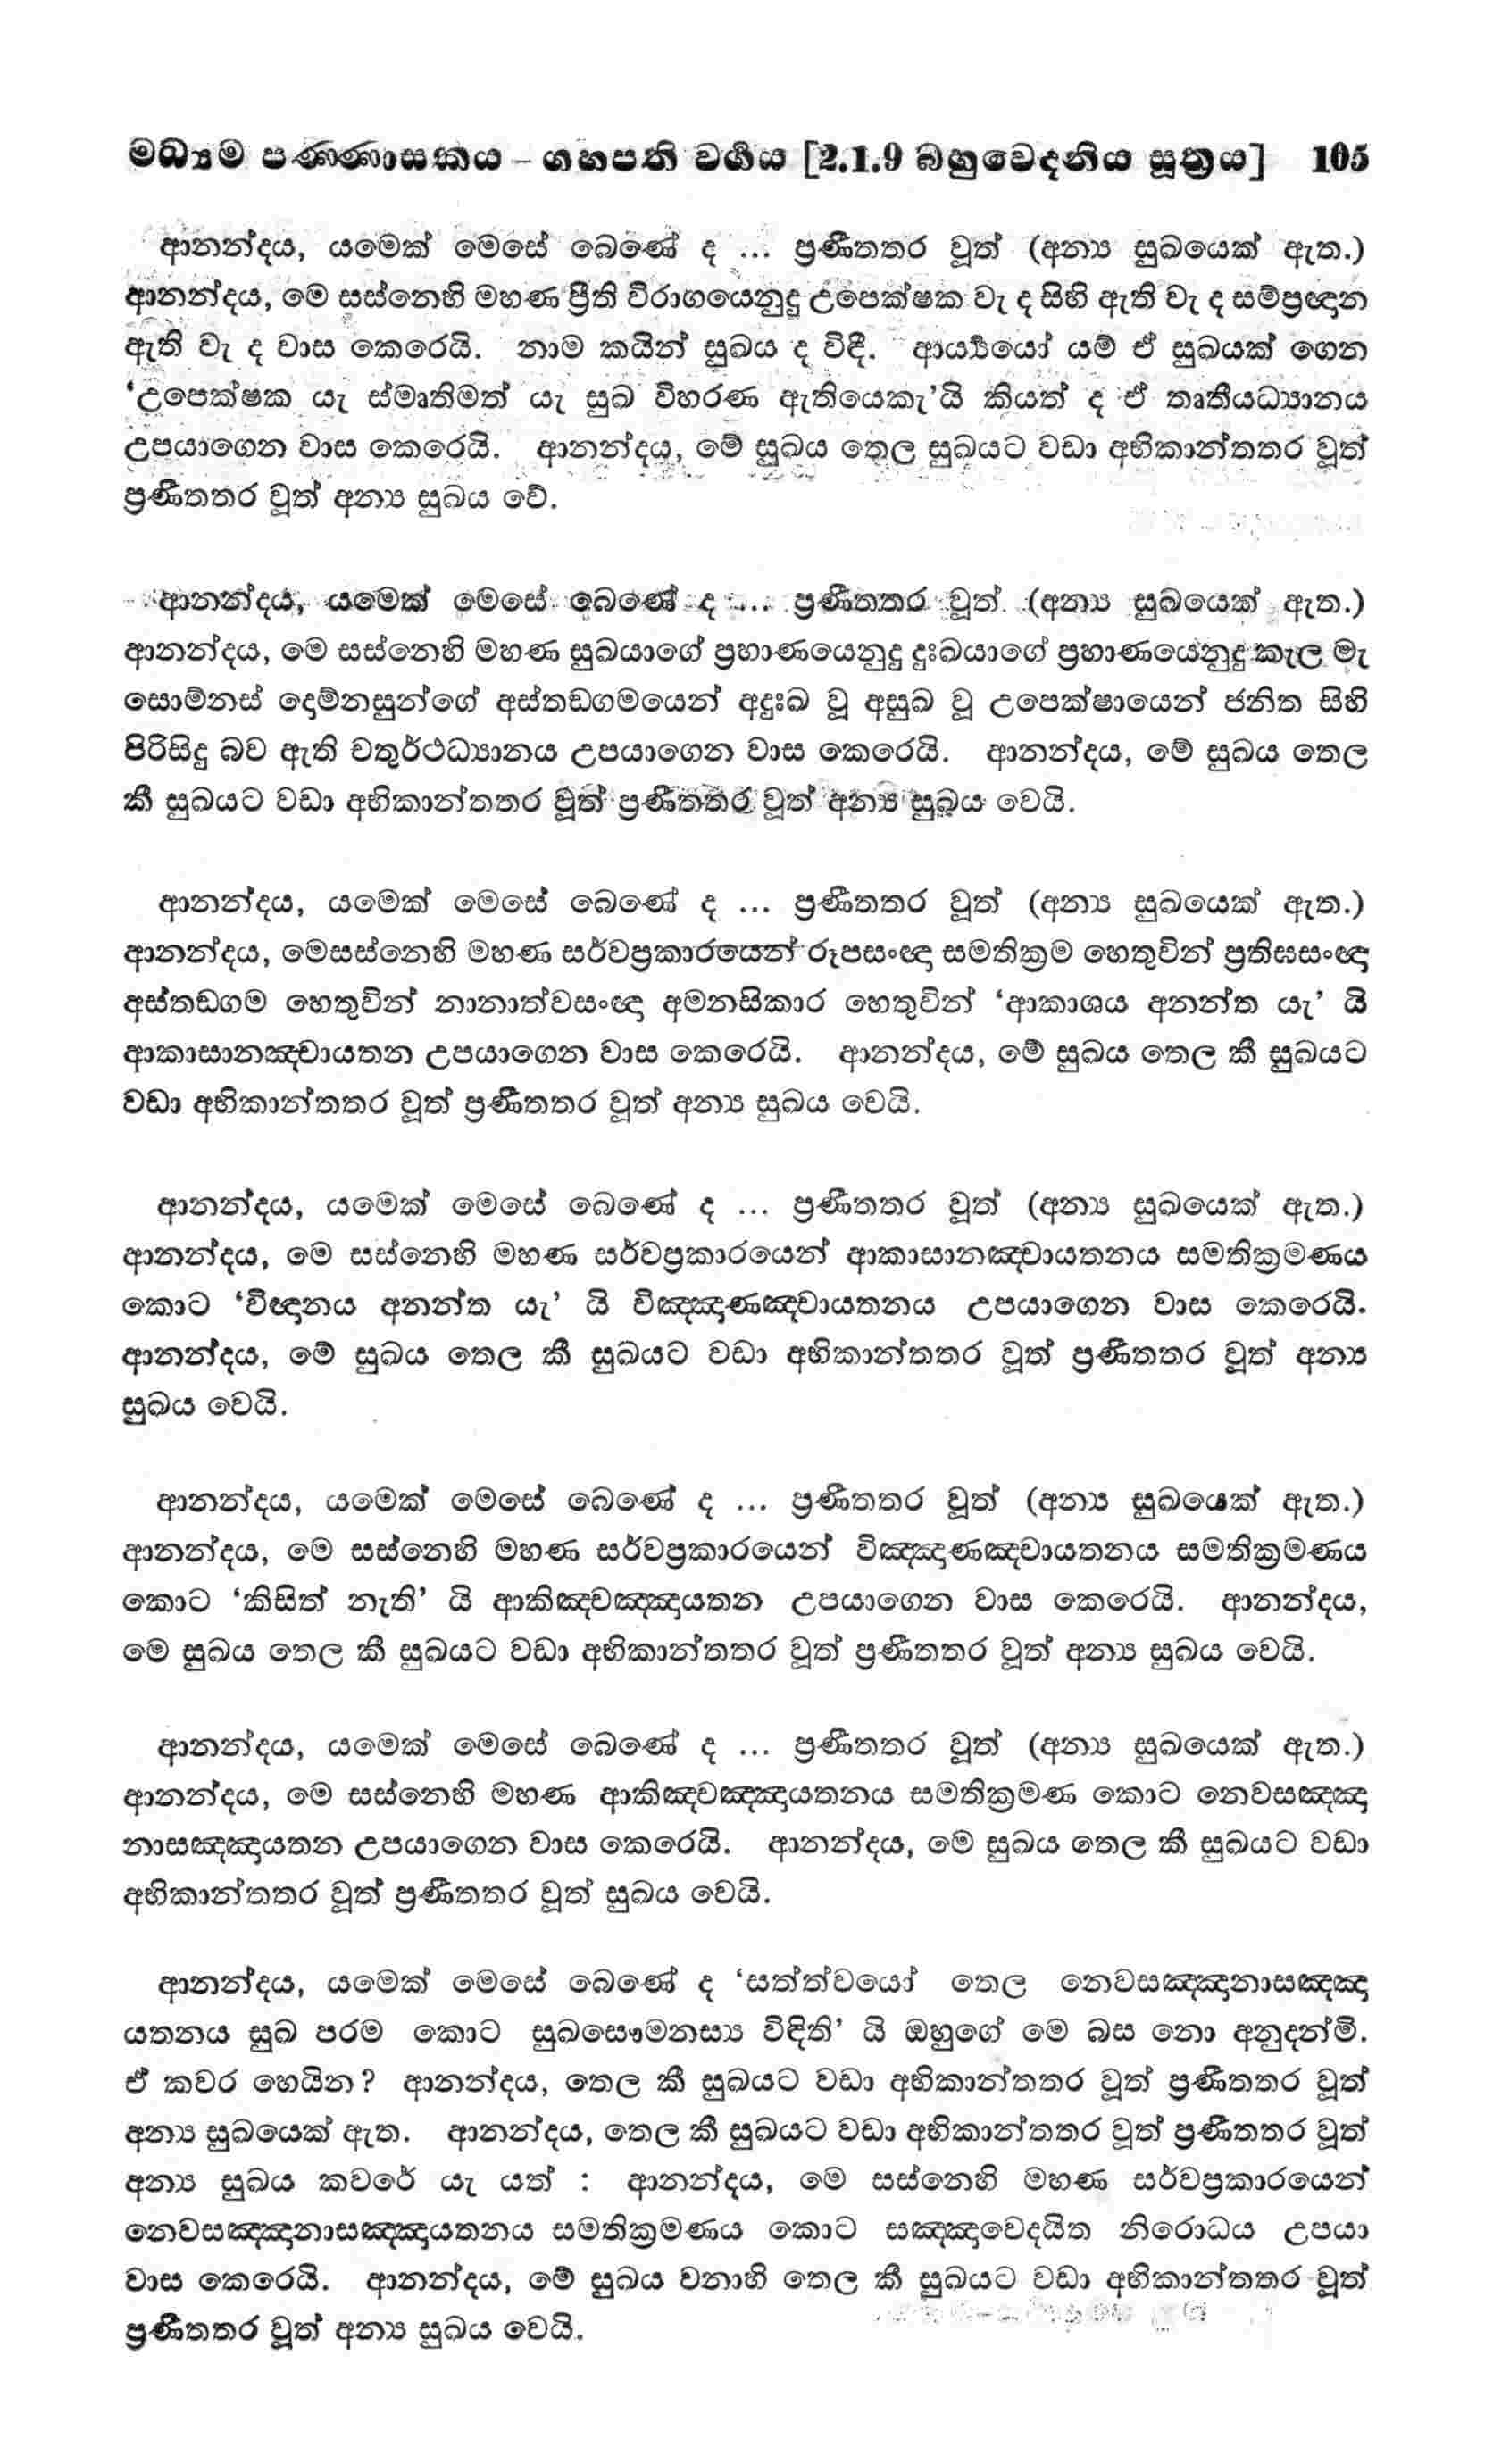 මධ්‍යම පණ්ණාසකය – ගහපති වර්‍ගය [2.1.9 බහුවෙදනිය සූත්‍රය] 105
ආනන්දය, යමෙක් මෙසේ බෙණේ ද ... ප්‍රණීතතර වූත් (අන්‍ය සුඛයෙක් ඇත.)
ආනන්දය, මෙ සස්නෙහි මහණ ප්‍රීති විරාගයෙනුදු උපෙක්ෂක වැ ද සිහි ඇති වැ ද සම්ප්‍රඥාන
ඇති වැ ද වාස කෙරෙයි. නාම කයින් සුඛය ද විඳී. ආර්‍ය්‍යයෝ යම් ඒ සුඛයක් ගෙන
‘උපෙක්ෂක යැ ස්මෘතිමත් යැ සුඛ විහරණ ඇතියෙකැ’යි කියත් ද ඒ තෘතීයධ්‍යානය
උපයාගෙන වාස කෙරෙයි. ආනන්දය, මේ සුඛය තෙල සුඛයට වඩා අභිකාන්තතර වූත්
ප්‍රණීතතර වූත් අන්‍ය සුඛය වේ.
ආනන්දය, යමෙක් මෙසේ බෙණේ ද ... ප්‍රණීතතර වූත් (අන්‍ය සුඛයෙක් ඇත.)
ආනන්දය, මෙ සස්නෙහි මහණ සුඛයාගේ ප්‍රහාණයෙනුදු දුඃඛයාගේ ප්‍රහාණයෙනුදු කැල මැ
සොම්නස් දොම්නසුන්ගේ අස්තඞගමයෙන් අදුඃඛ වූ අසුඛ වූ උපෙක්ෂායෙන් ජනිත සිහි
පිරිසිදු බව ඇති චතුර්ථධ්‍යානය උපයාගෙන වාස කෙරෙයි. ආනන්දය, මේ සුඛය තෙල
කී සුඛයට වඩා අභිකාන්තතර වූත් ප්‍රණීතතර වූත් අන්‍ය සුඛය වෙයි.
ආනන්දය, යමෙක් මෙසේ බෙණේ ද ... ප්‍රණීතතර වූත් (අන්‍ය සුඛයෙක් ඇත.)
ආනන්දය, මෙසස්නෙහි මහණ සර්වප්‍රකාරයෙන් රූපසංඥා සමතික්‍රම හෙතුවින් ප්‍රතිඝසංඥා
අස්තඞගම හෙතුවින් නානාත්වසංඥා අමනසිකාර හෙතුවින් ‘ආකාශය අනන්ත යැ’ යි
ආකාසානඤ්චායතන උපයාගෙන වාස කෙරෙයි. ආනන්දය, මේ සුඛය තෙල කී සුඛයට
වඩා අභිකාන්තතර වූත් ප්‍රණීතතර වූත් අන්‍ය සුඛය වෙයි.
ආනන්දය, යමෙක් මෙසේ බෙණේ ද ... ප්‍රණීතතර වූත් (අන්‍ය සුඛයෙක් ඇත.)
ආනන්දය, මෙ සස්නෙහි මහණ සර්වප්‍රකාරයෙන් ආකාසානඤ්චායතනය සමතික්‍රමණය
කොට ‘විඥානය අනන්ත යැ’ යි විඤ්ඤාණඤ්චායතනය උපයාගෙන වාස කෙරෙයි.
ආනන්දය, මේ සුඛය තෙල කී සුඛයට වඩා අභිකාන්තතර වූත් ප්‍රණීතතර වූත් අන්‍ය
සුඛය වෙයි.
ආනන්දය, යමෙක් මෙසේ බෙණේ ද ... ප්‍රණීතතර වූත් (අන්‍ය සුඛයෙක් ඇත.)
ආනන්දය, මෙ සස්නෙහි මහණ සර්වප්‍රකාරයෙන් විඤ්ඤාණඤ්චායතනය සමතික්‍රමණය
කොට ‘කිසිත් නැති’ යි ආකිඤ්චඤ්ඤායතන උපයාගෙන වාස කෙරෙයි. ආනන්දය,
මෙ සුඛය තෙල කී සුඛයට වඩා අභිකාන්තතර වූත් ප්‍රණීතතර වූත් අන්‍ය සුඛය වෙයි.
ආනන්දය, යමෙක් මෙසේ බෙණේ ද ... ප්‍රණීතතර වූත් (අන්‍ය සුඛයෙක් ඇත.)
ආනන්දය, මෙ සස්නෙහි මහණ ආකිඤ්චඤ්ඤායතනය සමතික්‍රමණ කොට නෙවසඤ්ඤා
නාසඤ්ඤායතන උපයාගෙන වාස කෙරෙයි. ආනන්දය, මෙ සුඛය තෙල කී සුඛයට වඩා
අභිකාන්තතර වූත් ප්‍රණීතතර වූත් සුඛය වෙයි.
ආනන්දය, යමෙක් මෙසේ බෙණේ ද ‘සත්ත්වයෝ තෙල නෙවසඤ්ඤානාසඤ්ඤා
යතනය සුඛ පරම කොට සුඛසෞමනස්‍ය විඳිති’ යි ඔහුගේ මෙ බස නො අනුදන්මි.
ඒ කවර හෙයින? ආනන්දය, තෙල කී සුඛයට වඩා අභිකාන්තතර වූත් ප්‍රණීතතර වූත්
අන්‍ය සුඛයෙක් ඇත. ආනන්දය, තෙල කී සුඛයට වඩා අභිකාන්තතර වූත් ප්‍රණීතතර වූත්
අන්‍ය සුඛය කවරේ යැ යත් : ආනන්දය, මෙ සස්නෙහි මහණ සර්වප්‍රකාරයෙන්
නෙවසඤ්ඤානාසඤ්ඤායතනය සමතික්‍රමණය කොට සඤ්ඤාවෙදයිත නිරොධය උපයා
වාස කෙරෙයි. ආනන්දය, මේ සුඛය වනාහි තෙල කී සුඛයට වඩා අභිකාන්තතර වූත්
ප්‍රණීතතර වූත් අන්‍ය සුඛය වෙයි.